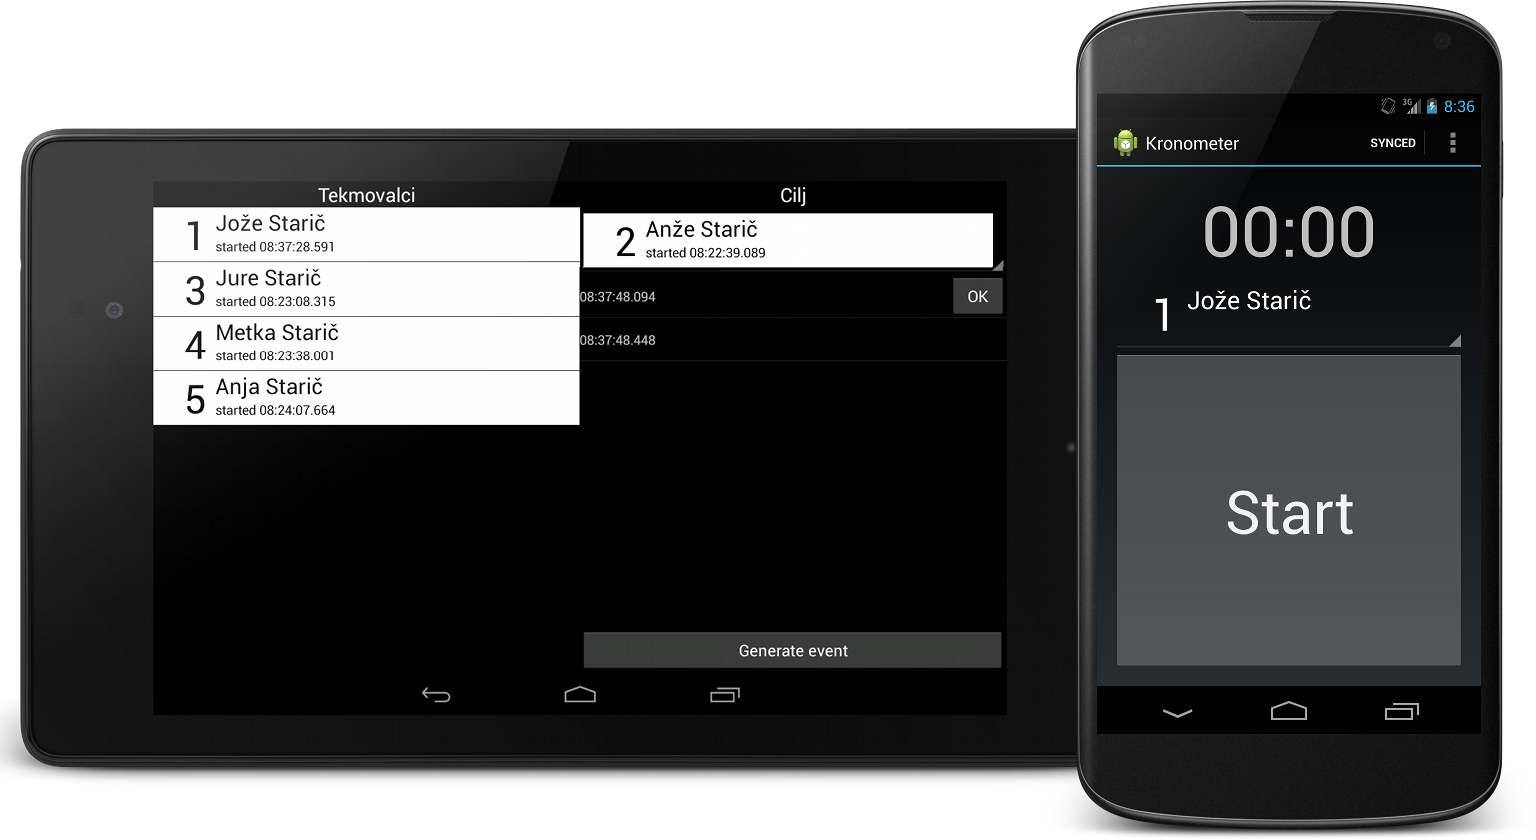 Tekmovalci
1 Jože Starič
started 08:37:28.591
3 Jure Starič
started 08:23:08.315
4 Metka Starič
started 08:23:38.001
5 Anja Starič
started 08:24:07.664
Cilj
2 Anže Starič
started 08:22:39.089
08:37:48.094 OK
08:37:48.448
Generate event
3G 8:36
Kronometer SYNCED
00:00
1 Jože Starič
Start